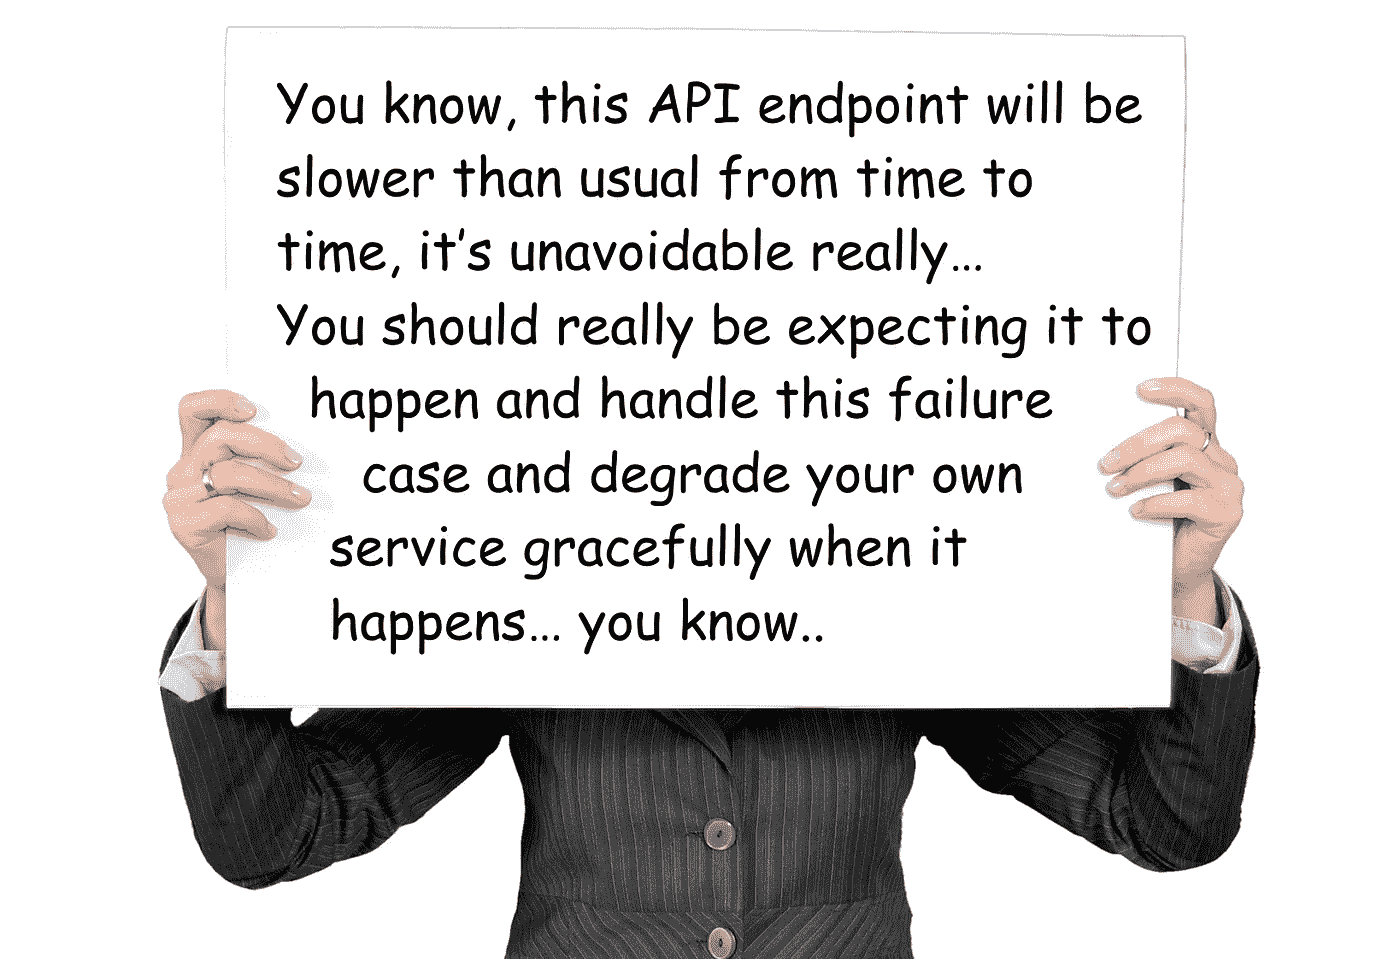 You know, this API endpoint will be
slower than usual from time to
time, it's unavoidable really...
You should really be expecting it to
happen and handle this failure
case and degrade your own
service gracefully when it
happens... you know..